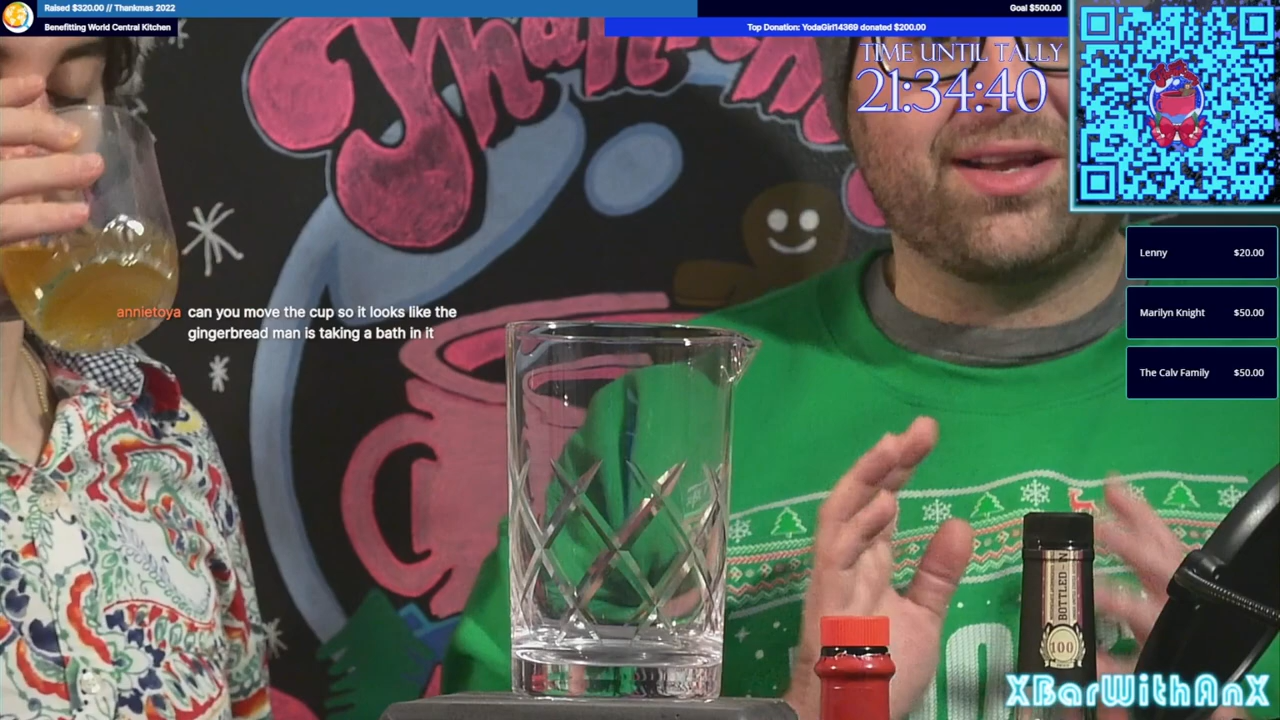 Raised $320.00 // Thankmas 2022
Goal $500.00
Benefitting World Central Kitchen
Top Donation: YodaGirl14369 donated $200.00
TIME UNTIL TALLY
21:34:40
Lenny $20.00
annietoya can you move the cup so it looks like the
gingerbread man is taking a bath in it
Marilyn Knight $50.00
The Calv Family $50.00
BOTTLED-IN
100
XBarWithAnX